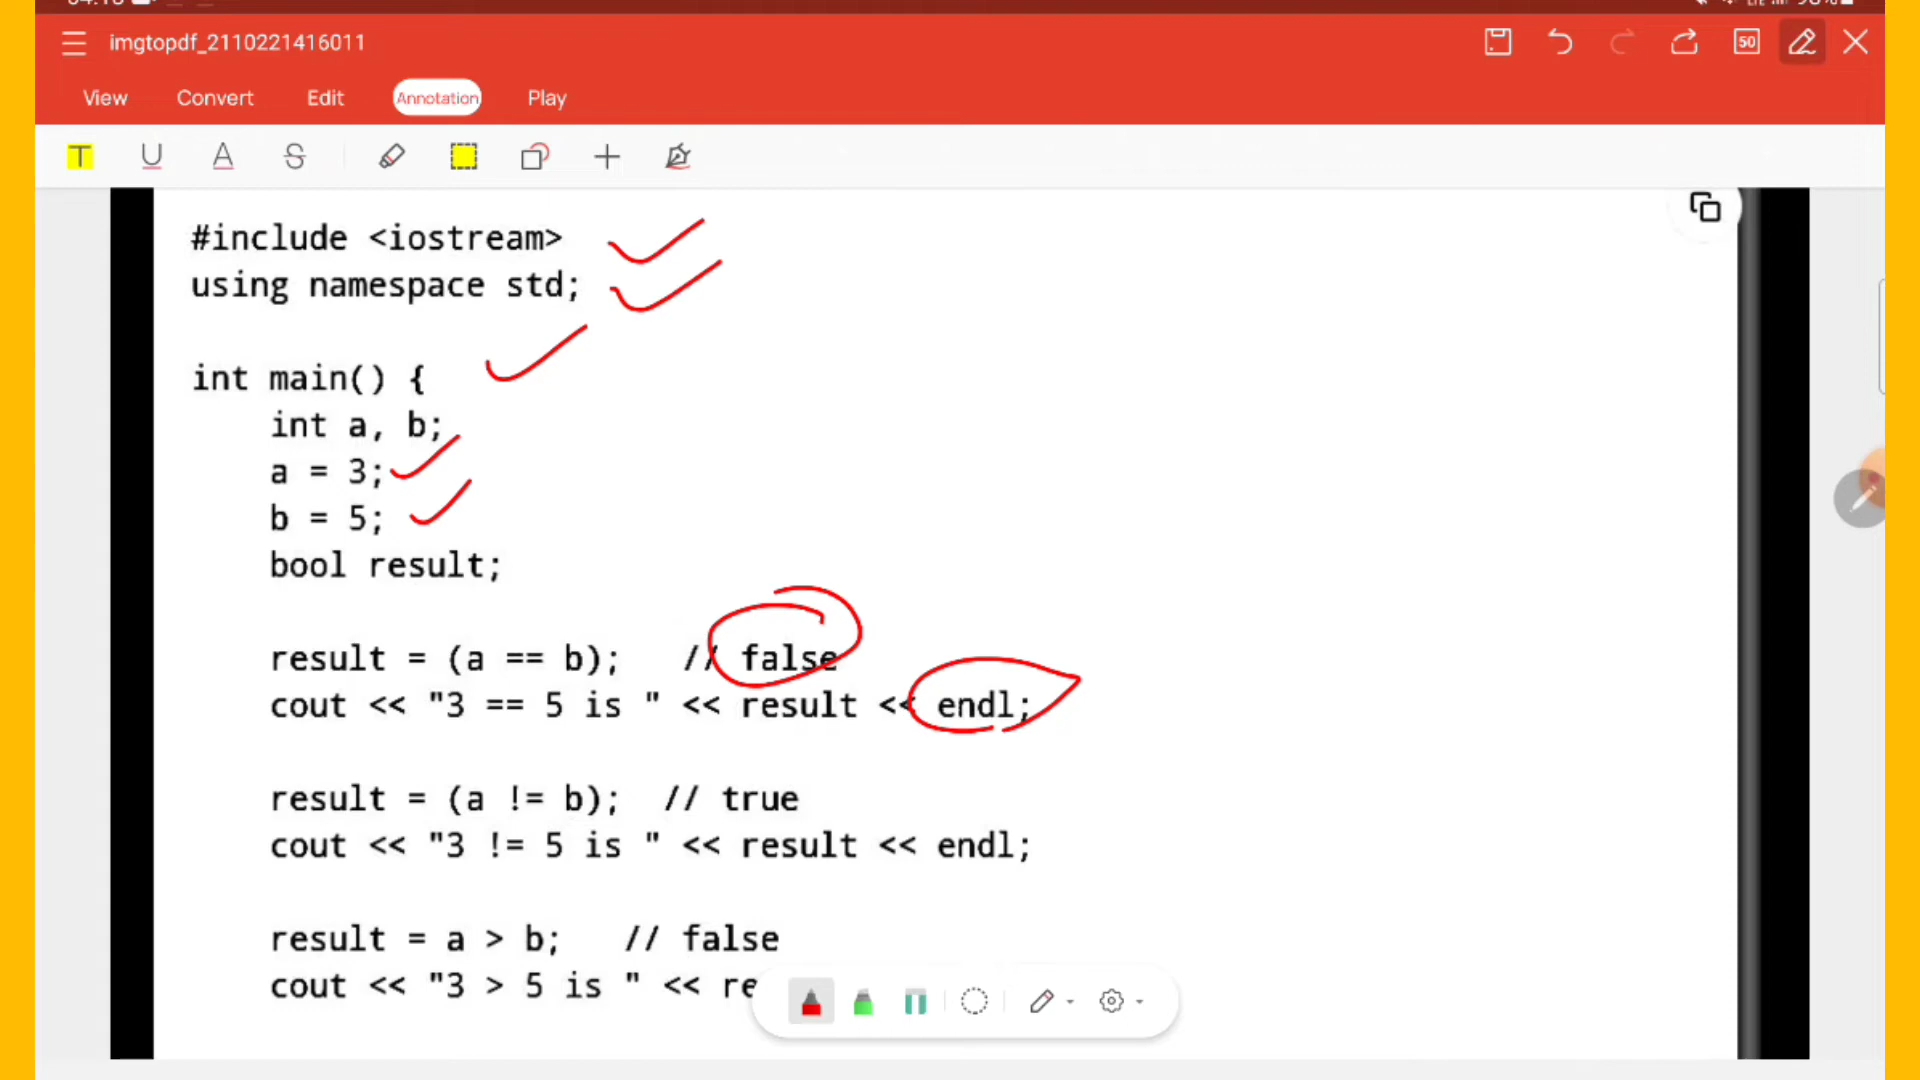 imgtopdf_2110221416011
50
View Convert Edit Annotation Play
T U A S
#include <iostream>
using namespace std;
int main() {
int a, b;
a = 3;
b = 5;
bool result;
result = (a == b); // false
cout << "3 == 5 is " << result << endl;
result = (a != b); // true
cout << "3 != 5 is " << result << endl;
result = a > b; // false
cout << "3 > 5 is " << re